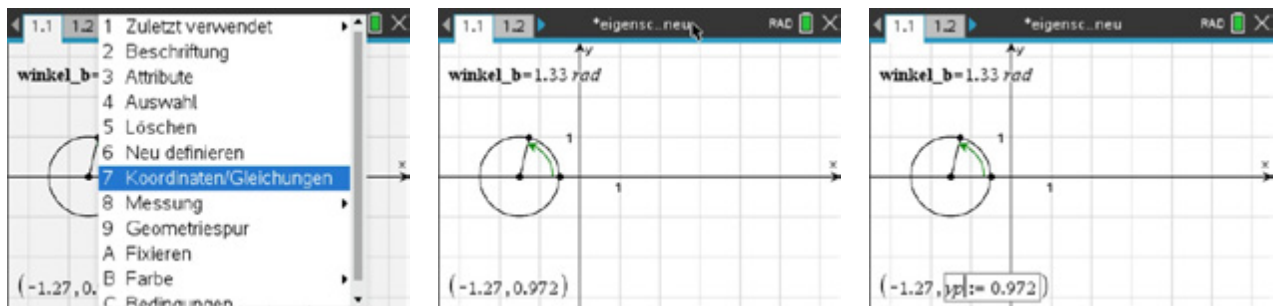 1.1 1.2
1 Zuletzt verwendet
2 Beschriftung
3 Attribute
4 Auswahl
5 Löschen
6 Neu definieren
7 Koordinaten/Gleichungen
8 Messung
9 Geometriespur
A Fixieren
B Farbe
C Bedingungen
winkel_b=
x
(-1.27,0.
1.1 1.2 *eigensc...neu RAD
y
winkel_b=1.33 rad
1
x
1
(-1.27,0.972)
1.1 1.2 *eigensc...neu RAD
y
winkel_b=1.33 rad
1
x
1
(-1.27,yp:= 0.972)